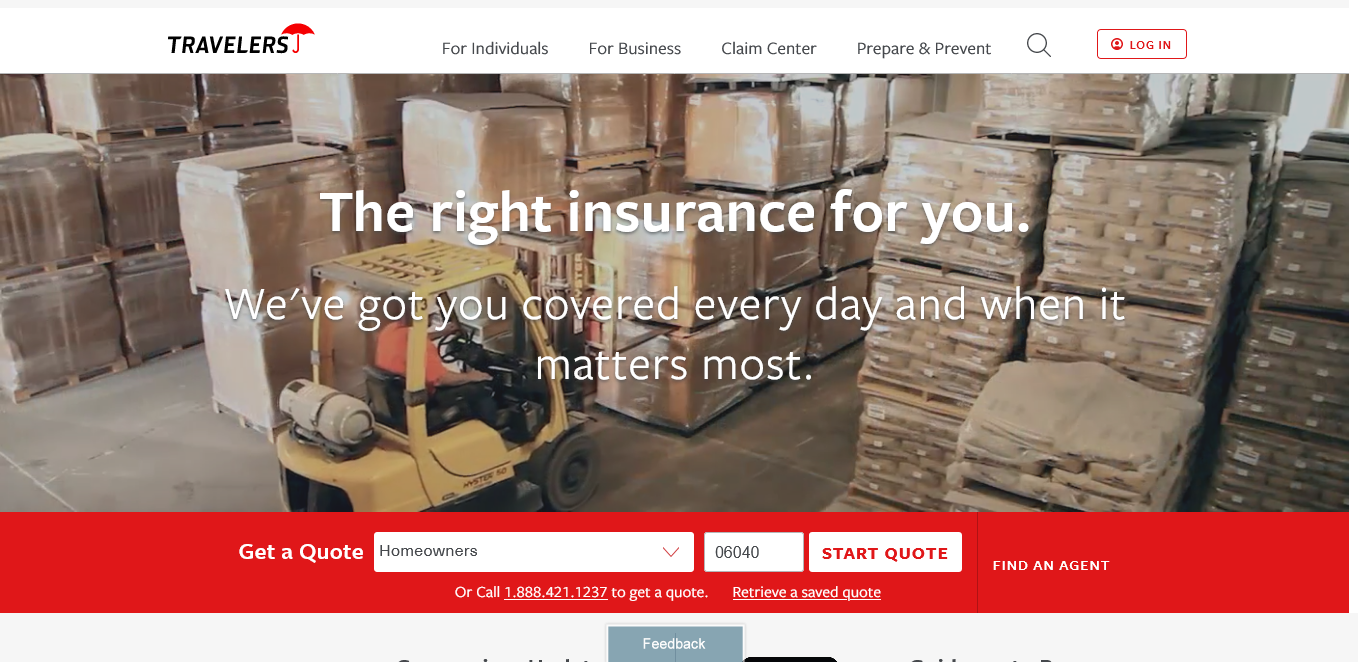 TRAVELERS
For Individuals
For Business
Claim Center
Prepare & Prevent
LOG IN
The right insurance for you.
We've got you covered every day and when it
matters most.
HYSTER 50
Get a Quote
Homeowners
06040
START QUOTE
FIND AN AGENT
Or Call 1.888.421.1237 to get a quote.
Retrieve a saved quote
Feedback